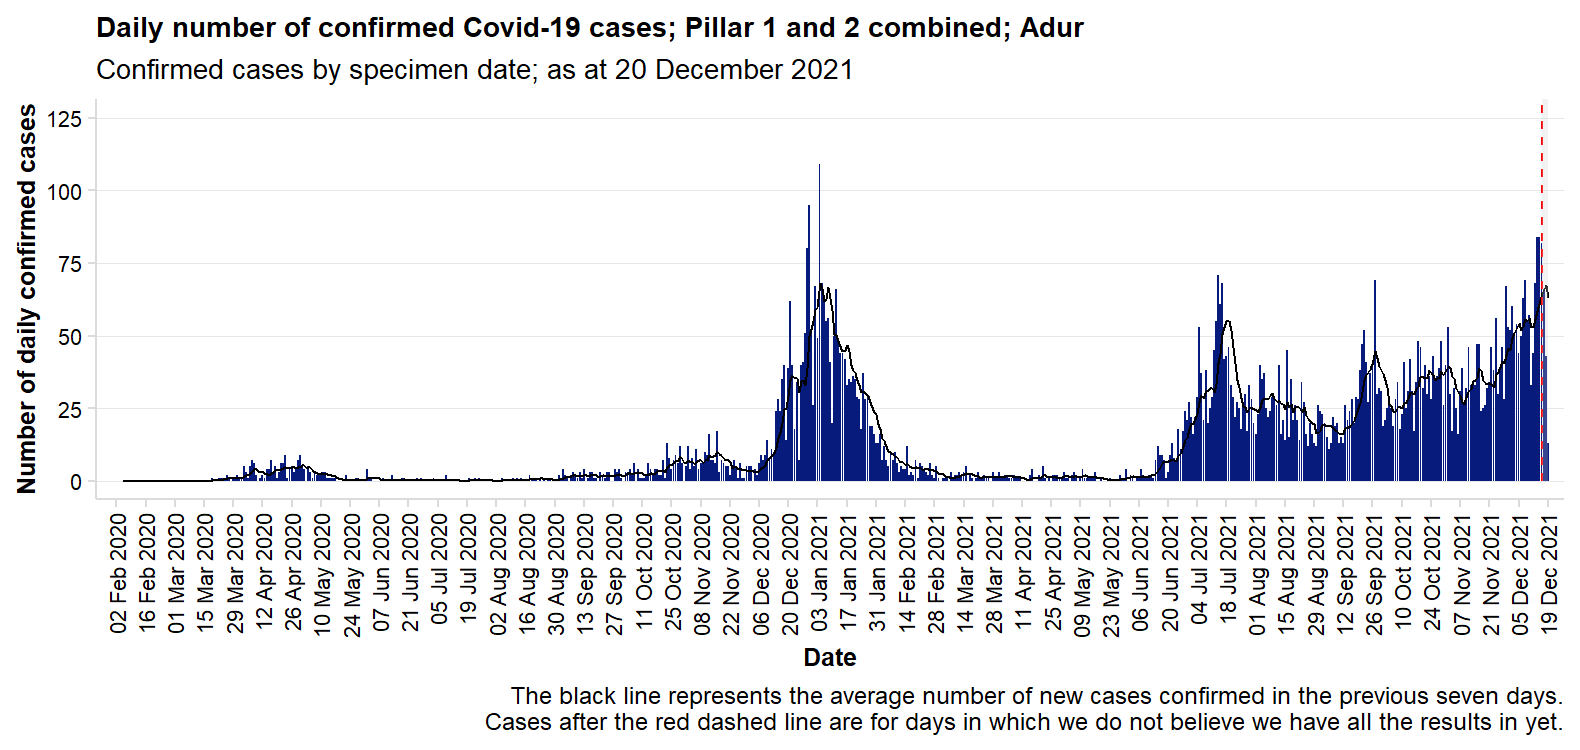 Daily number of confirmed Covid-19 cases; Pillar 1 and 2 combined; Adur
Confirmed cases by specimen date; as at 20 December 2021
Number of daily confirmed cases
125
100
75
50
25
0
02 Feb 2020
16 Feb 2020
01 Mar 2020
15 Mar 2020
29 Mar 2020
12 Apr 2020
26 Apr 2020
10 May 2020
24 May 2020
07 Jun 2020
21 Jun 2020
05 Jul 2020
19 Jul 2020
02 Aug 2020
16 Aug 2020
30 Aug 2020
13 Sep 2020
27 Sep 2020
11 Oct 2020
25 Oct 2020
08 Nov 2020
22 Nov 2020
06 Dec 2020
20 Dec 2020
03 Jan 2021
17 Jan 2021
31 Jan 2021
14 Feb 2021
28 Feb 2021
14 Mar 2021
28 Mar 2021
11 Apr 2021
25 Apr 2021
09 May 2021
23 May 2021
06 Jun 2021
20 Jun 2021
04 Jul 2021
18 Jul 2021
01 Aug 2021
15 Aug 2021
29 Aug 2021
12 Sep 2021
26 Sep 2021
10 Oct 2021
24 Oct 2021
07 Nov 2021
21 Nov 2021
05 Dec 2021
19 Dec 2021
Date
The black line represents the average number of new cases confirmed in the previous seven days.
Cases after the red dashed line are for days in which we do not believe we have all the results in yet.